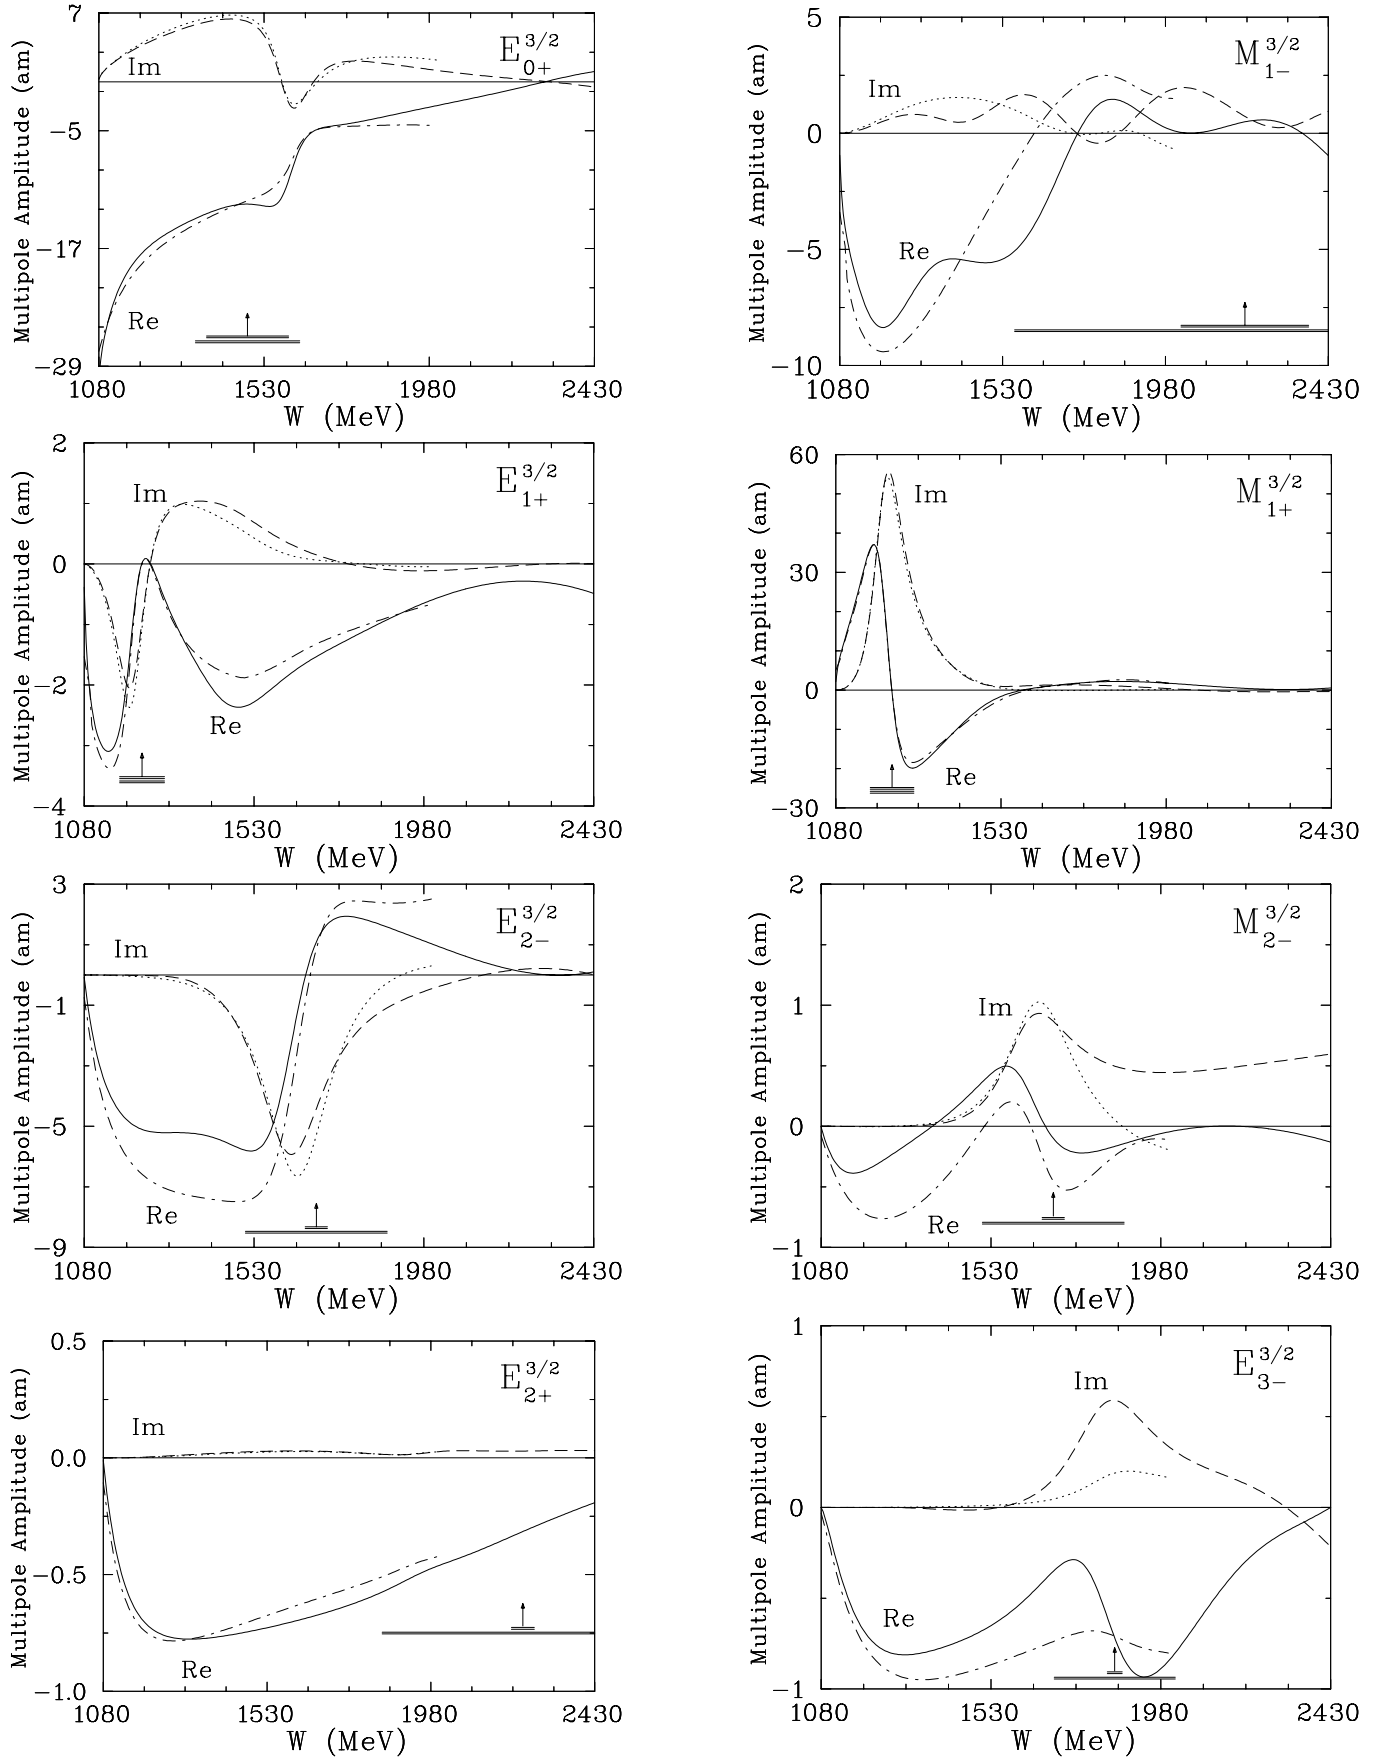 7
−5
−17
−29
Multipole Amplitude (am)
E 3/2 0+
Im
Re
1080 1530 1980 2430
W (MeV)
5
0
−5
−10
Multipole Amplitude (am)
M 3/2 1−
Im
Re
1080 1530 1980 2430
W (MeV)
2
0
−2
−4
Multipole Amplitude (am)
E 3/2 1+
Im
Re
1080 1530 1980 2430
W (MeV)
60
30
0
−30
Multipole Amplitude (am)
M 3/2 1+
Im
Re
1080 1530 1980 2430
W (MeV)
3
−1
−5
−9
Multipole Amplitude (am)
E 3/2 2−
Im
Re
1080 1530 1980 2430
W (MeV)
2
1
0
−1
Multipole Amplitude (am)
M 3/2 2−
Im
Re
1080 1530 1980 2430
W (MeV)
0.5
0.0
−0.5
−1.0
Multipole Amplitude (am)
E 3/2 2+
Im
Re
1080 1530 1980 2430
W (MeV)
1
0
−1
Multipole Amplitude (am)
E 3/2 3−
Im
Re
1080 1530 1980 2430
W (MeV)